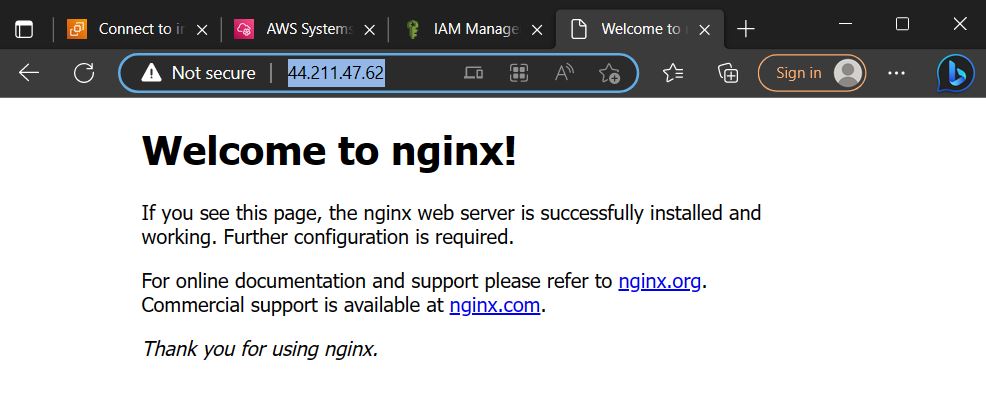 Connect to in
AWS Systems
IAM Manage
Welcome to n
Not secure
44.211.47.62
Sign in
Welcome to nginx!
If you see this page, the nginx web server is successfully installed and
working. Further configuration is required.
For online documentation and support please refer to nginx.org.
Commercial support is available at nginx.com.
Thank you for using nginx.